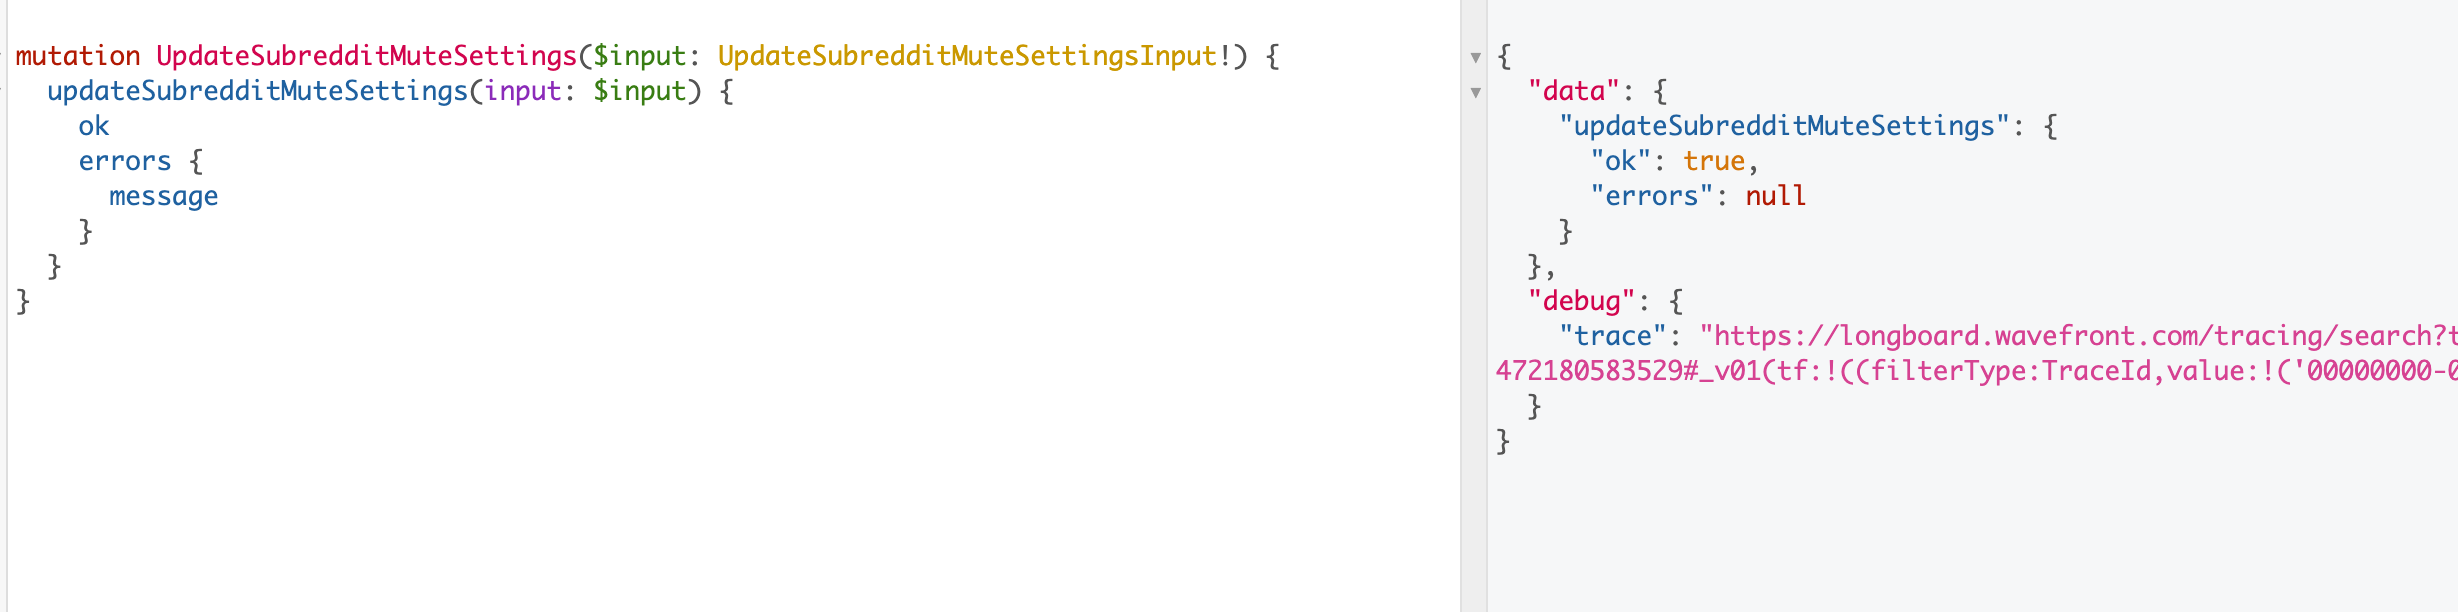 mutation UpdateSubredditMuteSettings($input: UpdateSubredditMuteSettingsInput!) {
  updateSubredditMuteSettings(input: $input) {
    ok
    errors {
      message
    }
  }
}
{
  "data": {
    "updateSubredditMuteSettings": {
      "ok": true,
      "errors": null
    }
  },
  "debug": {
    "trace": "https://longboard.wavefront.com/tracing/search?t
472180583529#_v01(tf:!((filterType:TraceId,value:!('00000000-0
  }
}